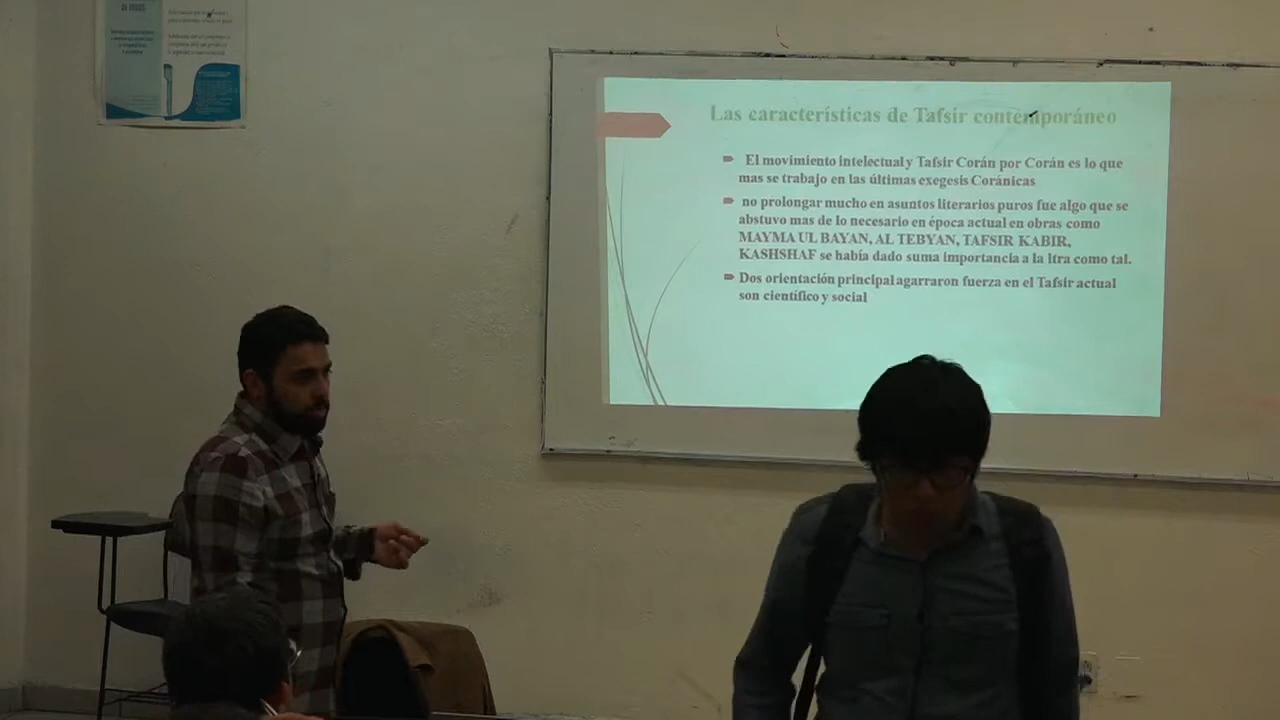 Las características de Tafsir contemporáneo
El movimiento intelectual y Tafsir Corán por Corán es lo que
mas se trabajo en las últimas exegesis Coránicas
no prolongar mucho en asuntos literarios puros fue algo que se
abstuvo mas de lo necesario en época actual en obras como
MAYMA UL BAYAN, AL TEBYAN, TAFSIR KABIR,
KASHSHAF se había dado suma importancia a la ltra como tal.
Dos orientación principal agarraron fuerza en el Tafsir actual
son científico y social